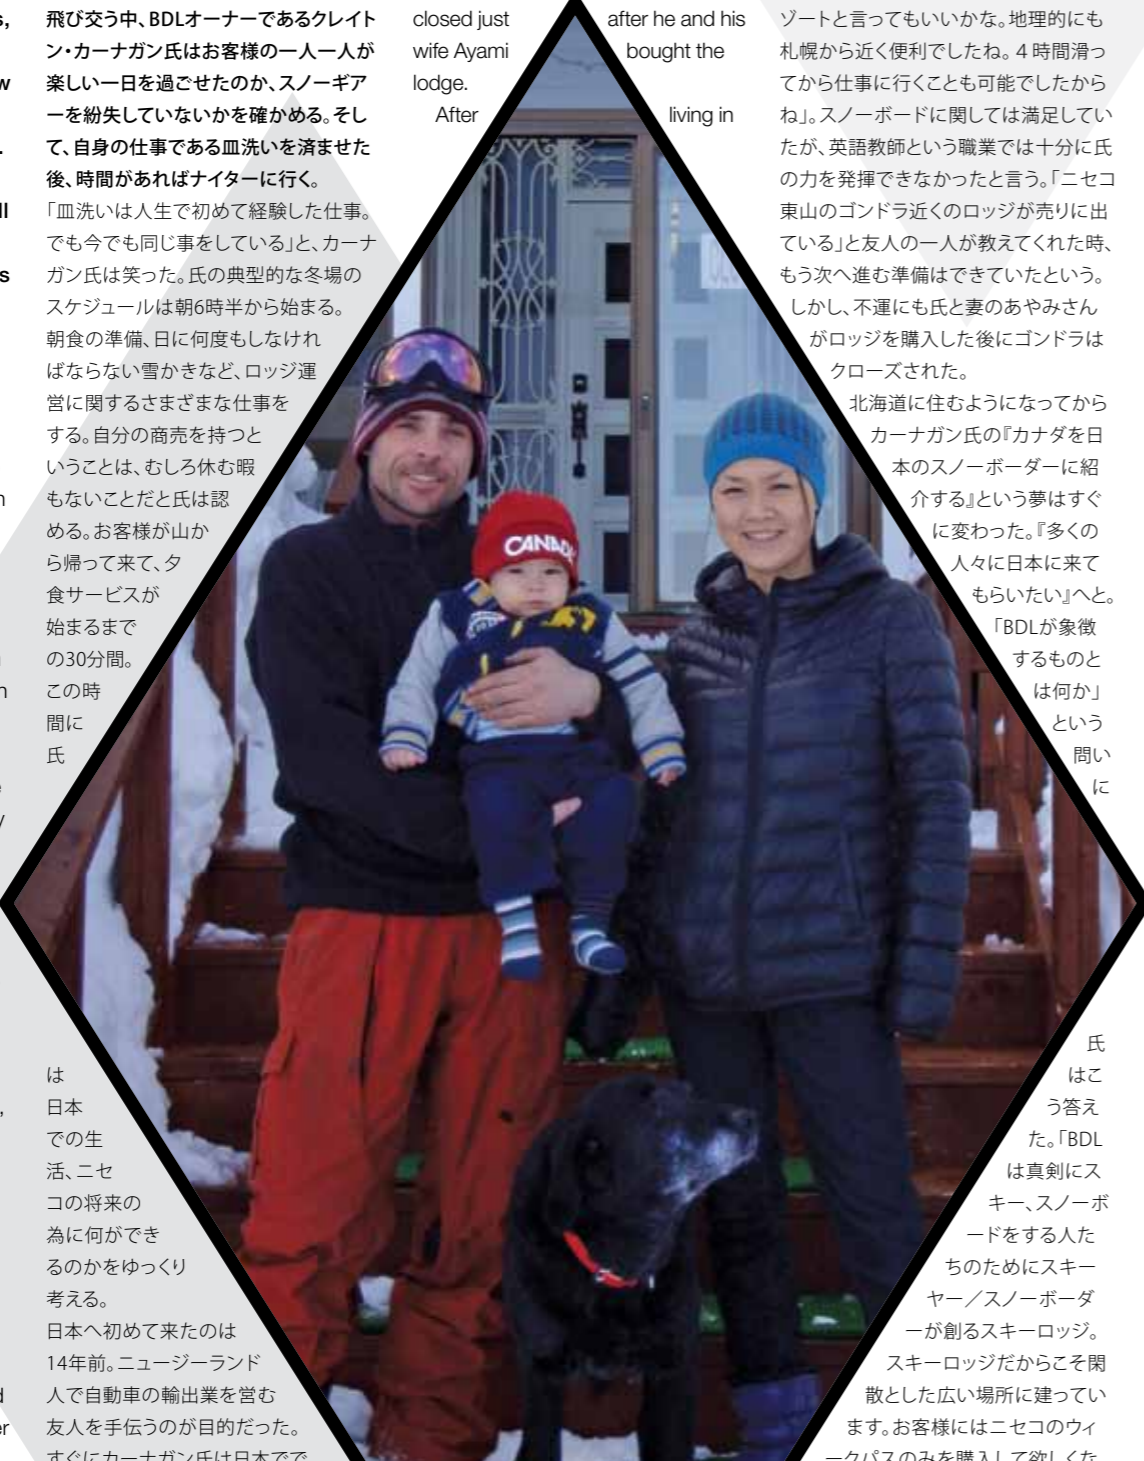 飛び交う中、BDLオーナーであるクレイト
ン・カーナガン氏はお客様の一人一人が
楽しい一日を過ごせたのか、スノーギア
ーを紛失していないかを確かめる。そし
て、自身の仕事である皿洗いを済ませた
後、時間があればナイターに行く。
「皿洗いは人生で初めて経験した仕事。
でも今でも同じ事をしている」と、カーナ
ガン氏は笑った。氏の典型的な冬場の
スケジュールは朝6時半から始まる。
朝食の準備、日に何度もしなけれ
ばならない雪かきなど、ロッジ運
営に関するさまざまな仕事を
する。自分の商売を持つと
いうことは、むしろ休む暇
もないことだと氏は認
める。お客様が山か
ら帰って来て、夕
食サービスが
始まるまで
の30分間。
この時
間に
氏
は
日本
での生
活、ニセ
コの将来の
為に何ができ
るのかをゆっくり
考える。
日本へ初めて来たのは
14年前。ニュージーランド
人で自動車の輸出業を営む
友人を手伝うのが目的だった。
すぐにカーナガン氏は日本でで
closed just after he and his
wife Ayami bought the
lodge.
After living in
CANADA
ゾートと言ってもいいかな。地理的にも
札幌から近く便利でしたね。４時間滑っ
てから仕事に行くことも可能でしたから
ね」。スノーボードに関しては満足してい
たが、英語教師という職業では十分に氏
の力を発揮できなかったと言う。「ニセコ
東山のゴンドラ近くのロッジが売りに出
ている」と友人の一人が教えてくれた時、
もう次へ進む準備はできていたという。
しかし、不運にも氏と妻のあやみさん
がロッジを購入した後にゴンドラは
クローズされた。
北海道に住むようになってから
カーナガン氏の『カナダを日
本のスノーボーダーに紹
介する』という夢はすぐ
に変わった。『多くの
人々に日本に来て
もらいたい』へと。
「BDLが象徴
するものと
は何か」
という
問い
に
氏
はこ
う答え
た。「BDL
は真剣にス
キー、スノーボ
ードをする人た
ちのためにスキー
ヤー／スノーボーダ
ーが創るスキーロッジ。
スキーロッジだからこそ閑
散とした広い場所に建ってい
ます。お客様にはニセコのウィ
ークパスのみを購入して欲しくな